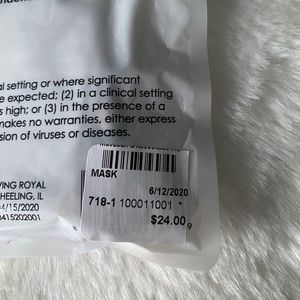 al setting or where significant
e expected; (2) in a clinical setting
s high; or (3) in the presence of a
makes no warranties, either express
sion of viruses or diseases.
MASK
6/12/2020
718-1 100011001 *
$24.00
9
VING ROYAL
HEELING, IL
4/15/2020
0415202001